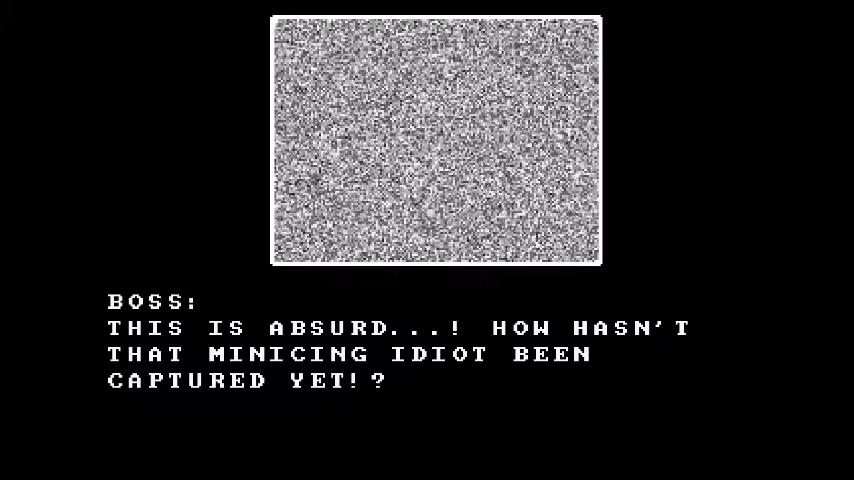 BOSS:
THIS IS ABSURD...! HOW HASN'T
THAT MINICING IDIOT BEEN
CAPTURED YET!?